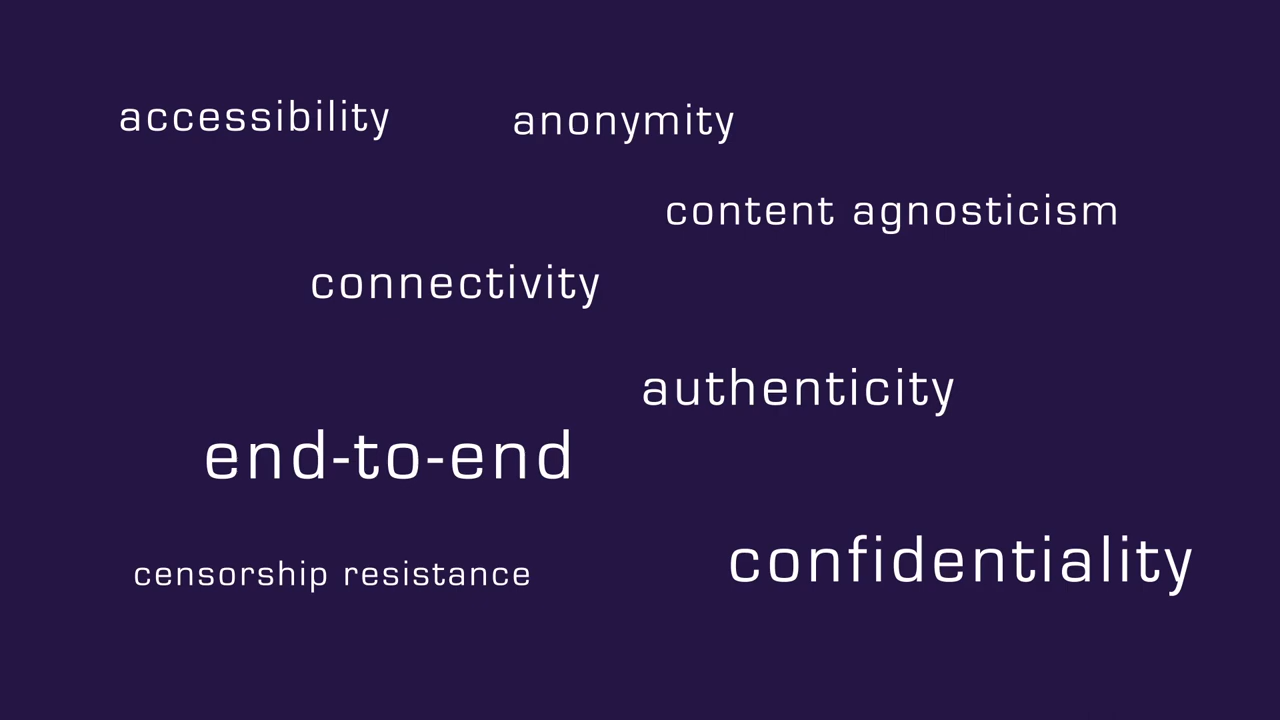 accessibility
anonymity
content agnosticism
connectivity
authenticity
end-to-end
confidentiality
censorship resistance